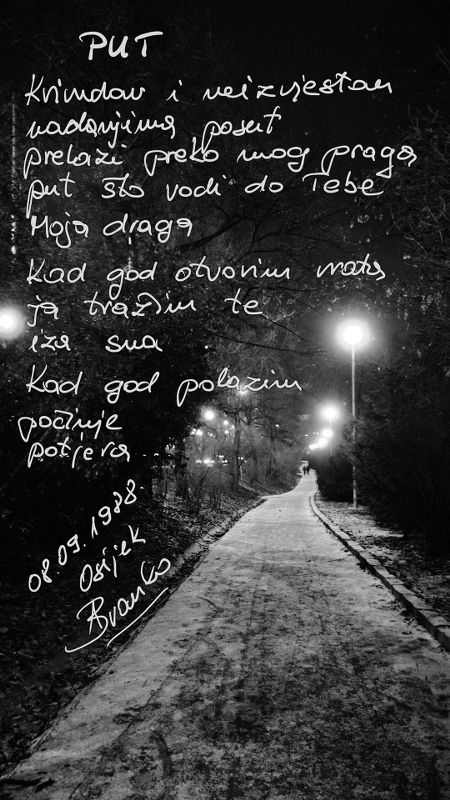 PUT
Krivudav i neizvjestan
nadanjima posut
prelazi preko mog praga
put što vodi do Tebe
Moja draga
Kad god otvorim vrata
ja tražim te
iza sna
Kad god polazim
počinje
potjera...
08.09.1988.
Osijek
Branko